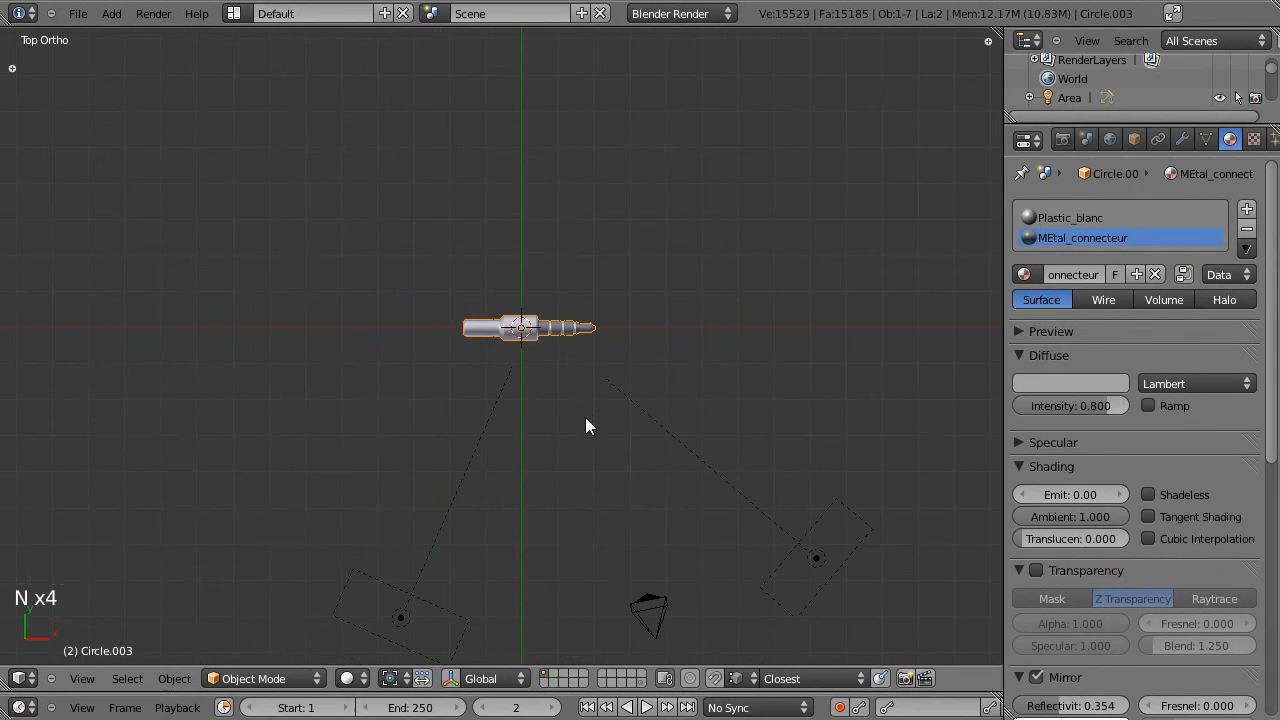 File Add Render Help Default Scene Blender Render Ve:15529 | Fa:15185 | Ob:1-7 | La:2 | Mem:12.17M (10.83M) | Circle.003
Top Ortho
View Search All Scenes
RenderLayers |
World
Area |
Circle.00 MEtal_connect
Plastic_blanc
MEtal_connecteur
onnecteur F Data
Surface Wire Volume Halo
Preview
Diffuse
Lambert
Intensity: 0.800 Ramp
Specular
Shading
Emit: 0.00 Shadeless
Ambient: 1.000 Tangent Shading
Translucen: 0.000 Cubic Interpolation
Transparency
Mask Z Transparency Raytrace
Alpha: 1.000 Fresnel: 0.000
Specular: 1.000 Blend: 1.250
Mirror
Reflectivit: 0.354 Fresnel: 0.000
N x4
y
x
(2) Circle.003
View Select Object Object Mode Global Closest
View Frame Playback Start: 1 End: 250 2 No Sync